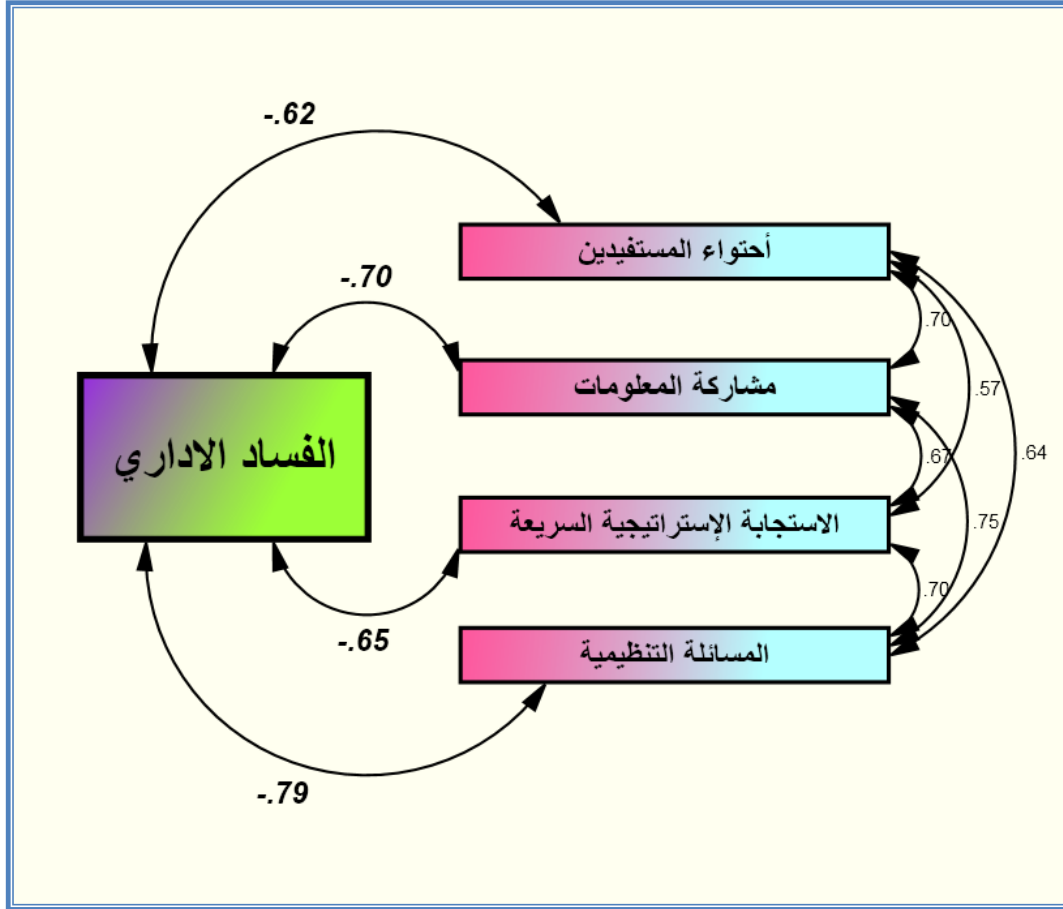 -.62
أحتواء المستفيدين
-.70
.70
مشاركة المعلومات
.57
الفساد الاداري
.67
.64
الاستجابة الإستراتيجية السريعة
.75
.70
-.65
المسائلة التنظيمية
-.79